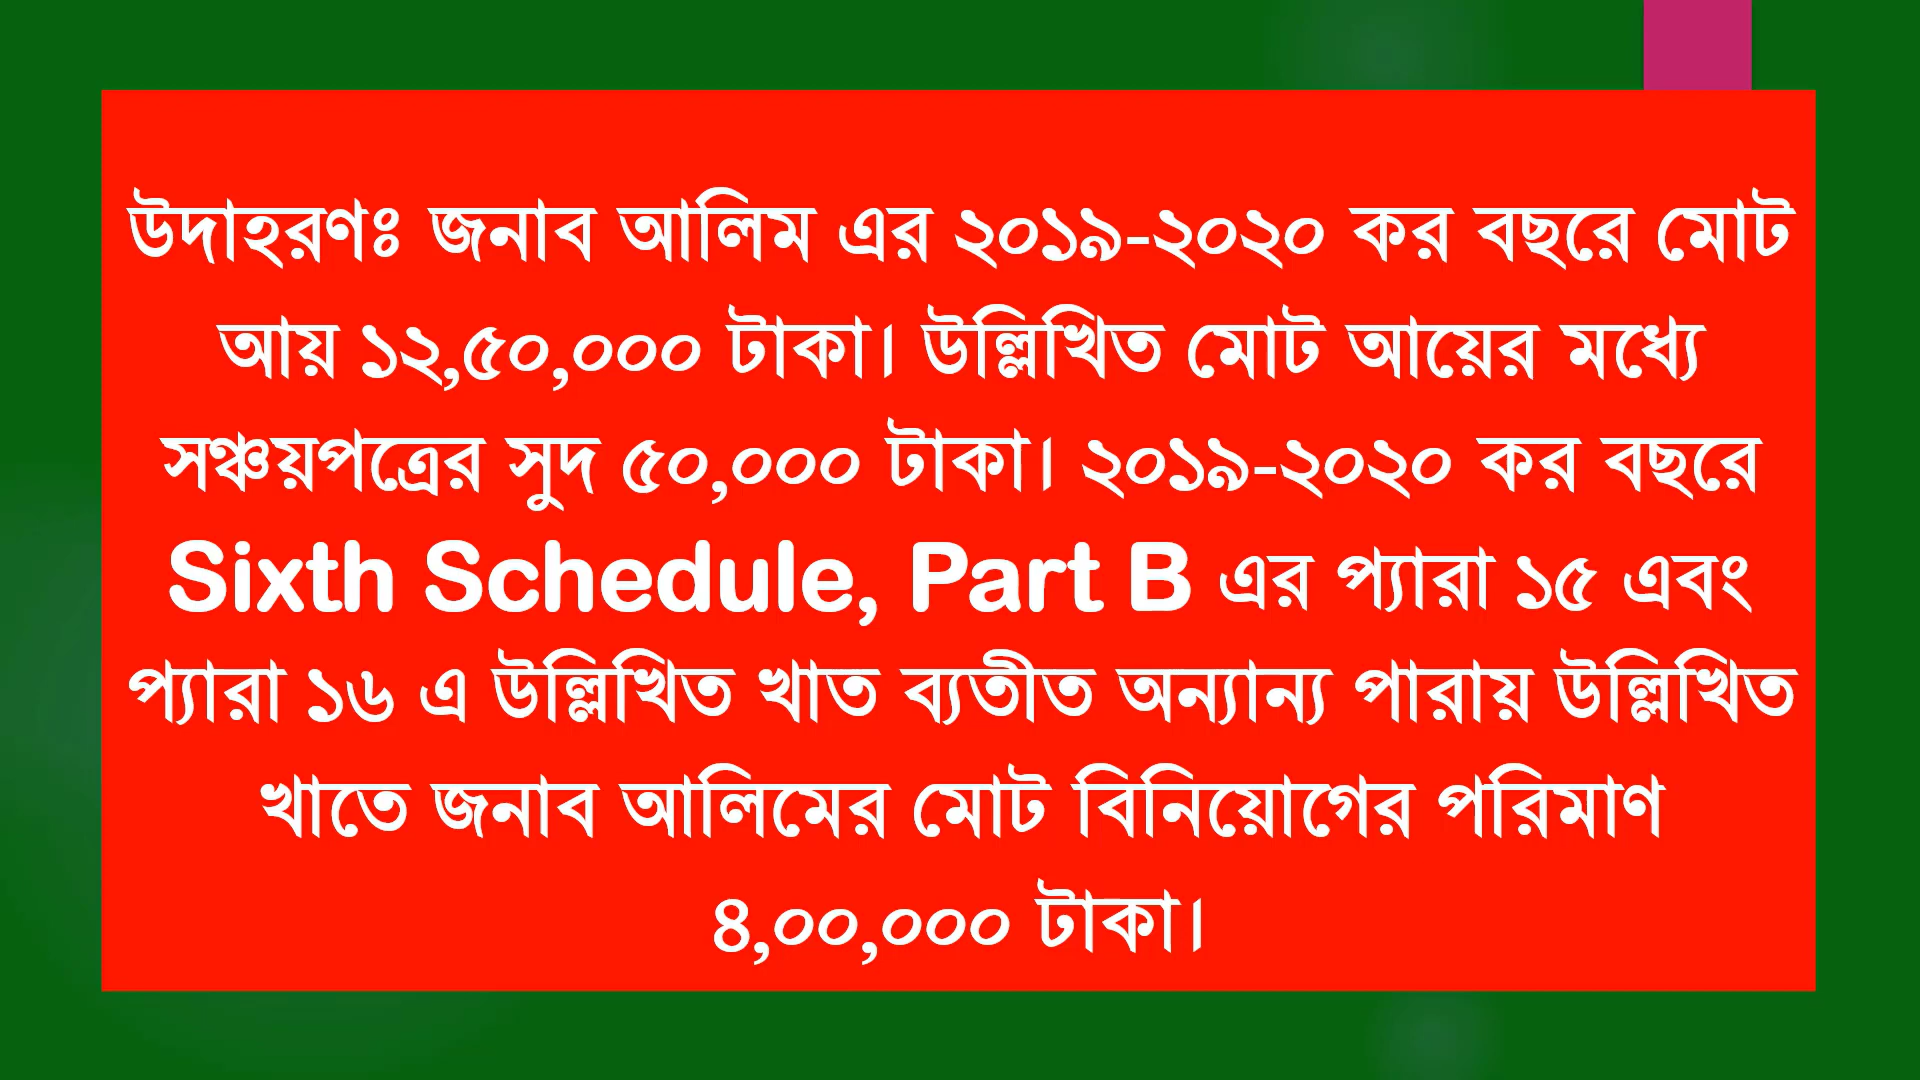 উদাহরণঃ জনাব আলিম এর ২০১৯-২০২০ কর বছরে মোট
আয় ১২,৫০,০০০ টাকা। উল্লিখিত মোট আয়ের মধ্যে
সঞ্চয়পত্রের সুদ ৫০,০০০ টাকা। ২০১৯-২০২০ কর বছরে
Sixth Schedule, Part B এর প্যারা ১৫ এবং
প্যারা ১৬ এ উল্লিখিত খাত ব্যতীত অন্যান্য পারায় উল্লিখিত
খাতে জনাব আলিমের মোট বিনিয়োগের পরিমাণ
৪,০০,০০০ টাকা।